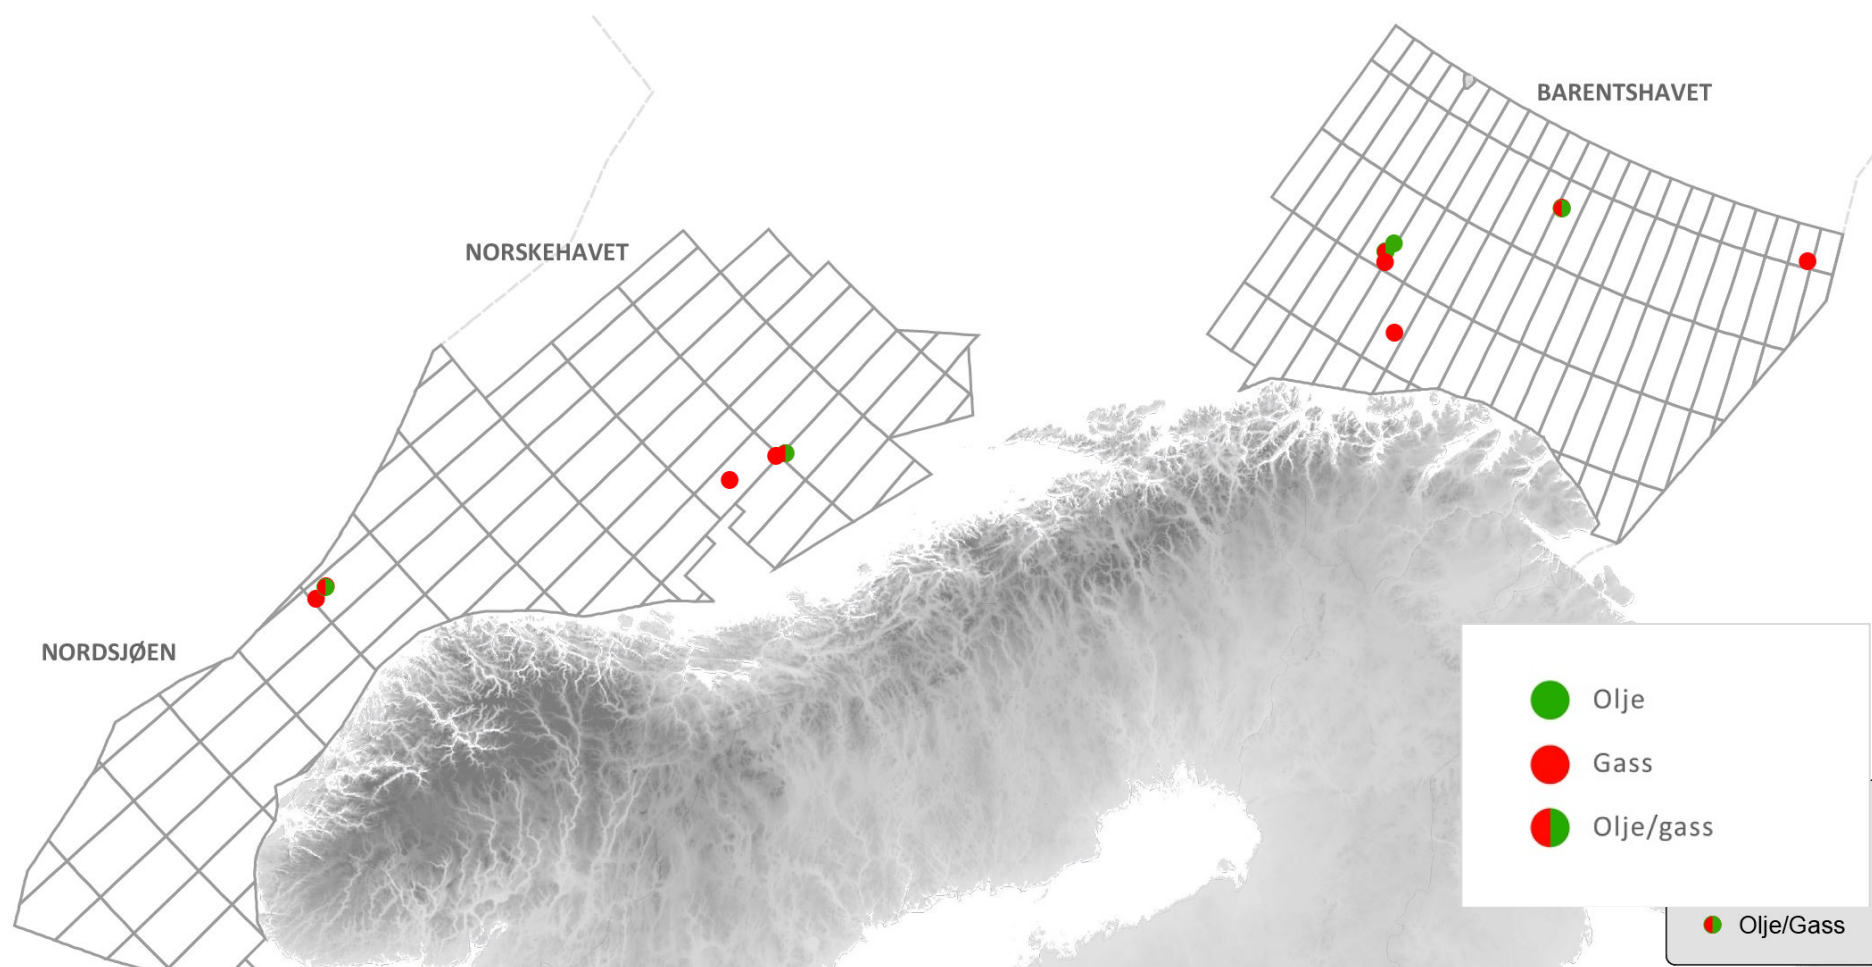 BARENTSHAVET
NORSKEHAVET
NORDSJØEN
Olje
Gass
Olje/gass
Olje/Gass